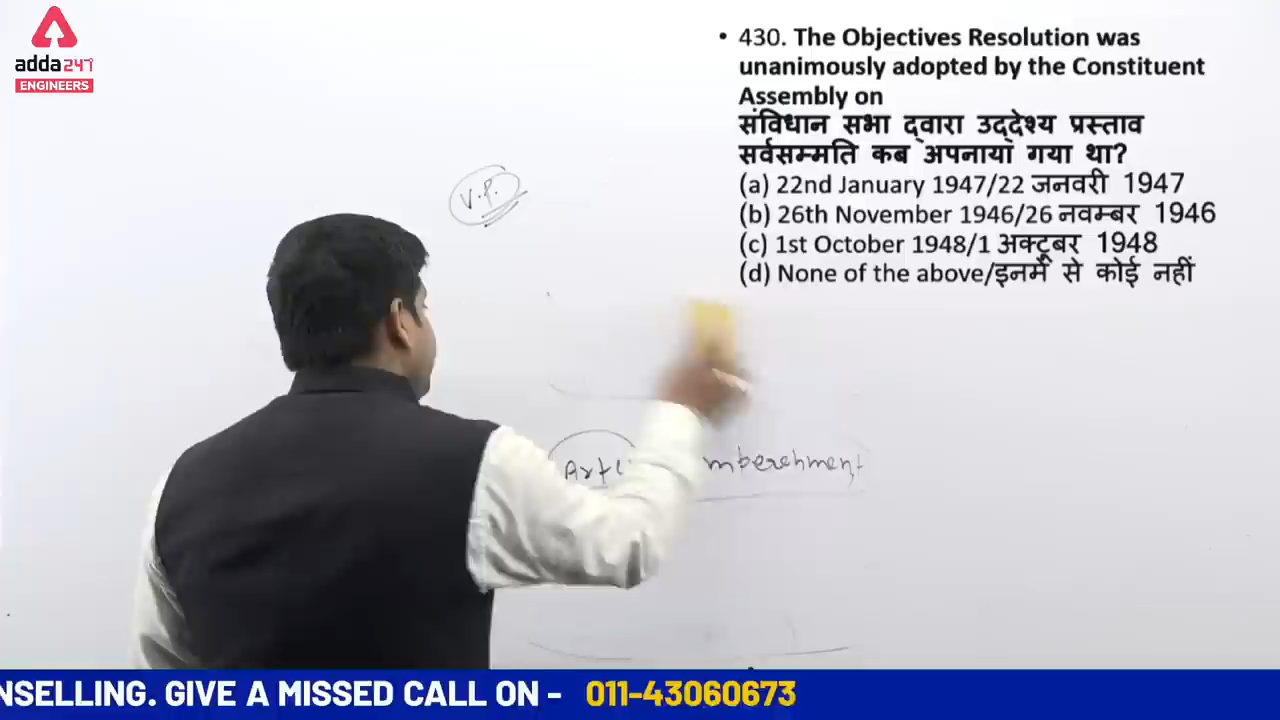 adda247
ENGINEERS
• 430. The Objectives Resolution was
unanimously adopted by the Constituent
Assembly on
संविधान सभा द्वारा उद्देश्य प्रस्ताव
सर्वसम्मति कब अपनाया गया था?
(a) 22nd January 1947/22 जनवरी 1947
(b) 26th November 1946/26 नवम्बर 1946
(c) 1st October 1948/1 अक्टूबर 1948
(d) None of the above/इनमें से कोई नहीं
V.P.
NSELLING. GIVE A MISSED CALL ON - 011-43060673